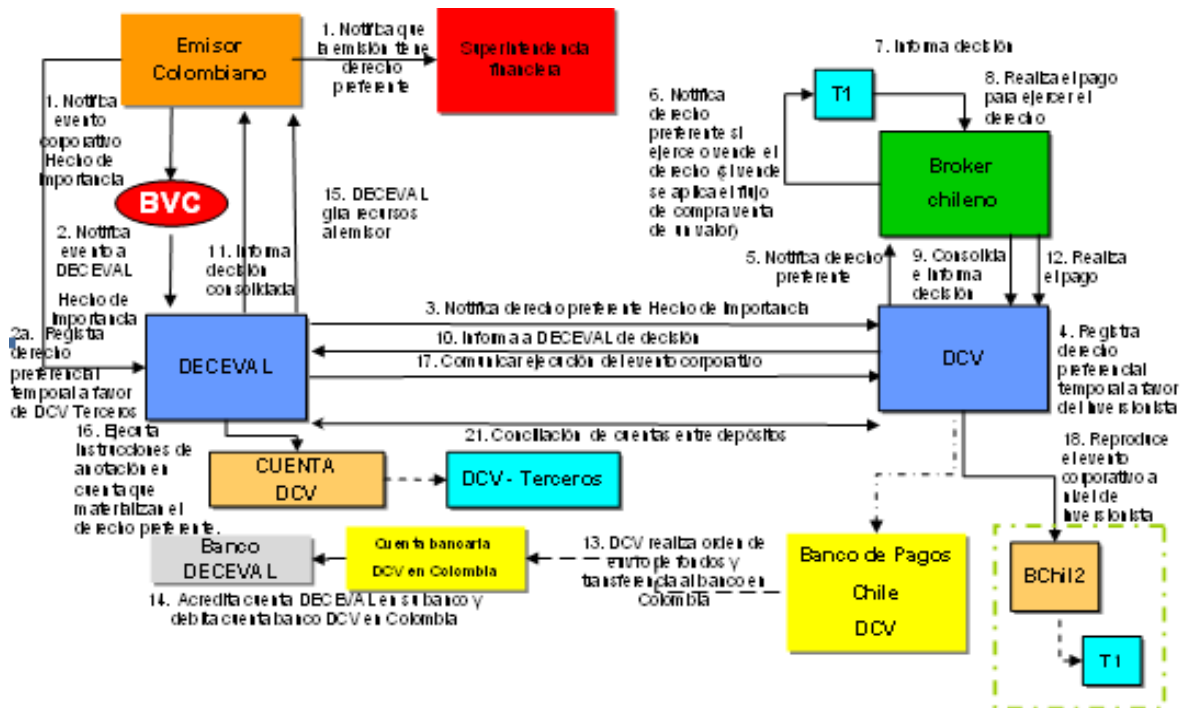 Emisor
Colombiano
1. Notifica que
la emisión tiene
derecho
preferente
Superintendencia
financiera
7. Informa decisión
T1
8. Realiza el pago
para ejercer el
derecho
6. Notifica
derecho
preferente si
ejerce o vende el
derecho (si vende
se aplica el flujo
de compraventa
de un valor)
Broker
chileno
1. Notifica
evento
corporativo
Hecho de
Importancia
BVC
2. Notifica
evento a
DECEVAL
Hecho de
Importancia
11. Informa
decisión
consolidada
15. DECEVAL
gira recursos
al emisor
5. Notifica derecho
preferente
9. Consolida
e informa
decisión
12. Realiza
el pago
3. Notifica derecho preferente Hecho de Importancia
10. Informa a DECEVAL de decisión
17. Comunicar ejecución del evento corporativo
2a. Registra
derecho
preferencial
temporal a favor
de DCV Terceros
DECEVAL
DCV
4. Registra
derecho
preferencial
temporal a favor
del Inversionista
21. Conciliación de cuentas entre depósitos
16. Ejecuta
Instrucciones de
anotación en
cuenta que
materializan el
derecho preferente.
CUENTA
DCV
DCV - Terceros
18. Reproduce
el evento
corporativo a
nivel de
Inversionista
Banco
DECEVAL
Cuenta bancaria
DCV en Colombia
13. DCV realiza orden de
envío de fondos y
transferencia al banco en
Colombia
Banco de Pagos
Chile
DCV
BChil2
T1
14. Acredita cuenta DECEVAL en su banco y
debita cuenta banco DCV en Colombia